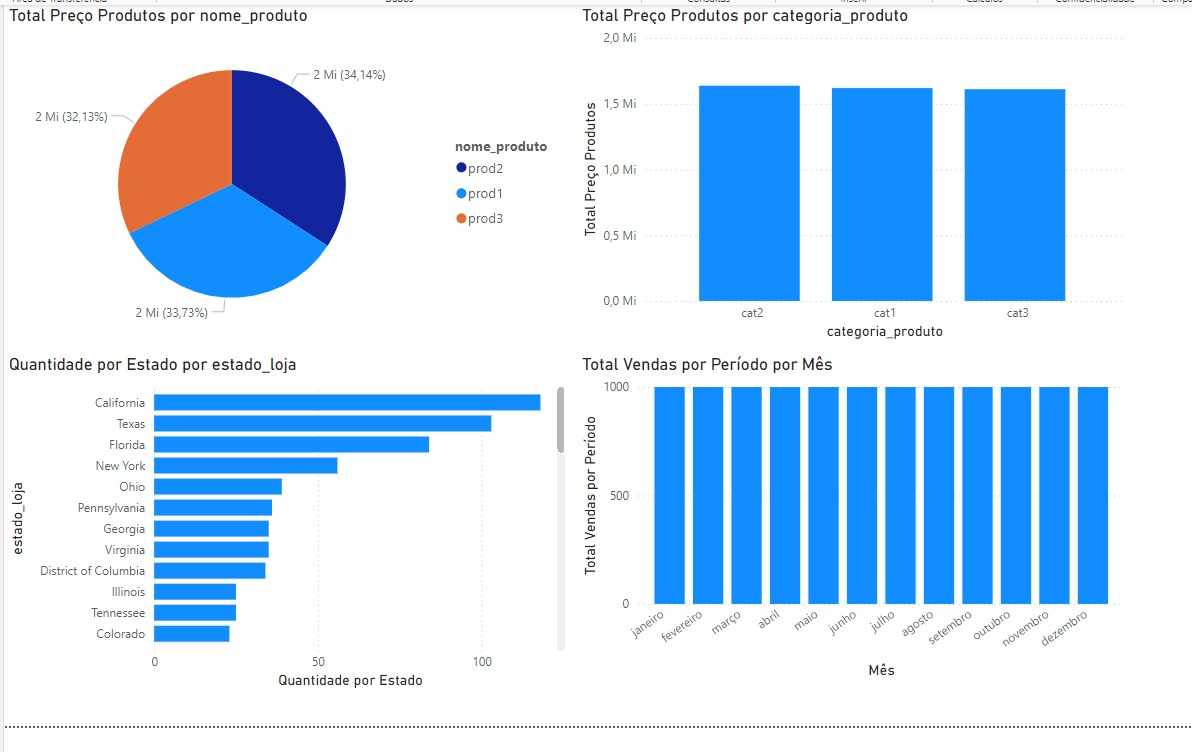 Total Preço Produtos por nome_produto
2 Mi (34,14%)
2 Mi (32,13%)
2 Mi (33,73%)
nome_produto
prod2
prod1
prod3
Total Preço Produtos por categoria_produto
Total Preço Produtos
2,0 Mi
1,5 Mi
1,0 Mi
0,5 Mi
0,0 Mi
cat2 cat1 cat3
categoria_produto
Quantidade por Estado por estado_loja
estado_loja
California
Texas
Florida
New York
Ohio
Pennsylvania
Georgia
Virginia
District of Columbia
Illinois
Tennessee
Colorado
0 50 100
Quantidade por Estado
Total Vendas por Período por Mês
Total Vendas por Período
1000
500
0
janeiro fevereiro março abril maio junho julho agosto setembro outubro novembro dezembro
Mês